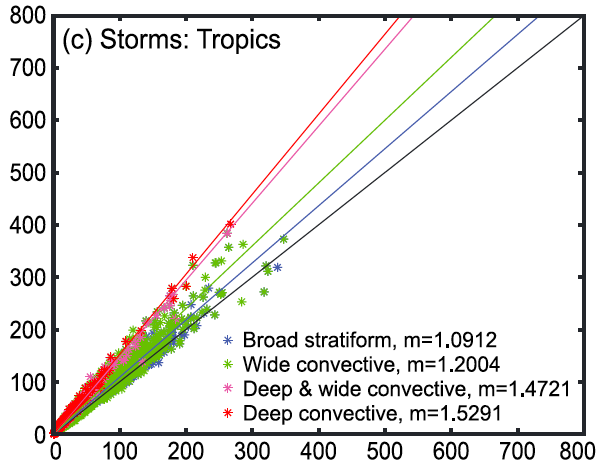 800
(c) Storms: Tropics
700
600
500
400
300
200
Broad stratiform, m=1.0912
Wide convective, m=1.2004
100
Deep & wide convective, m=1.4721
Deep convective, m=1.5291
0
0 100 200 300 400 500 600 700 800